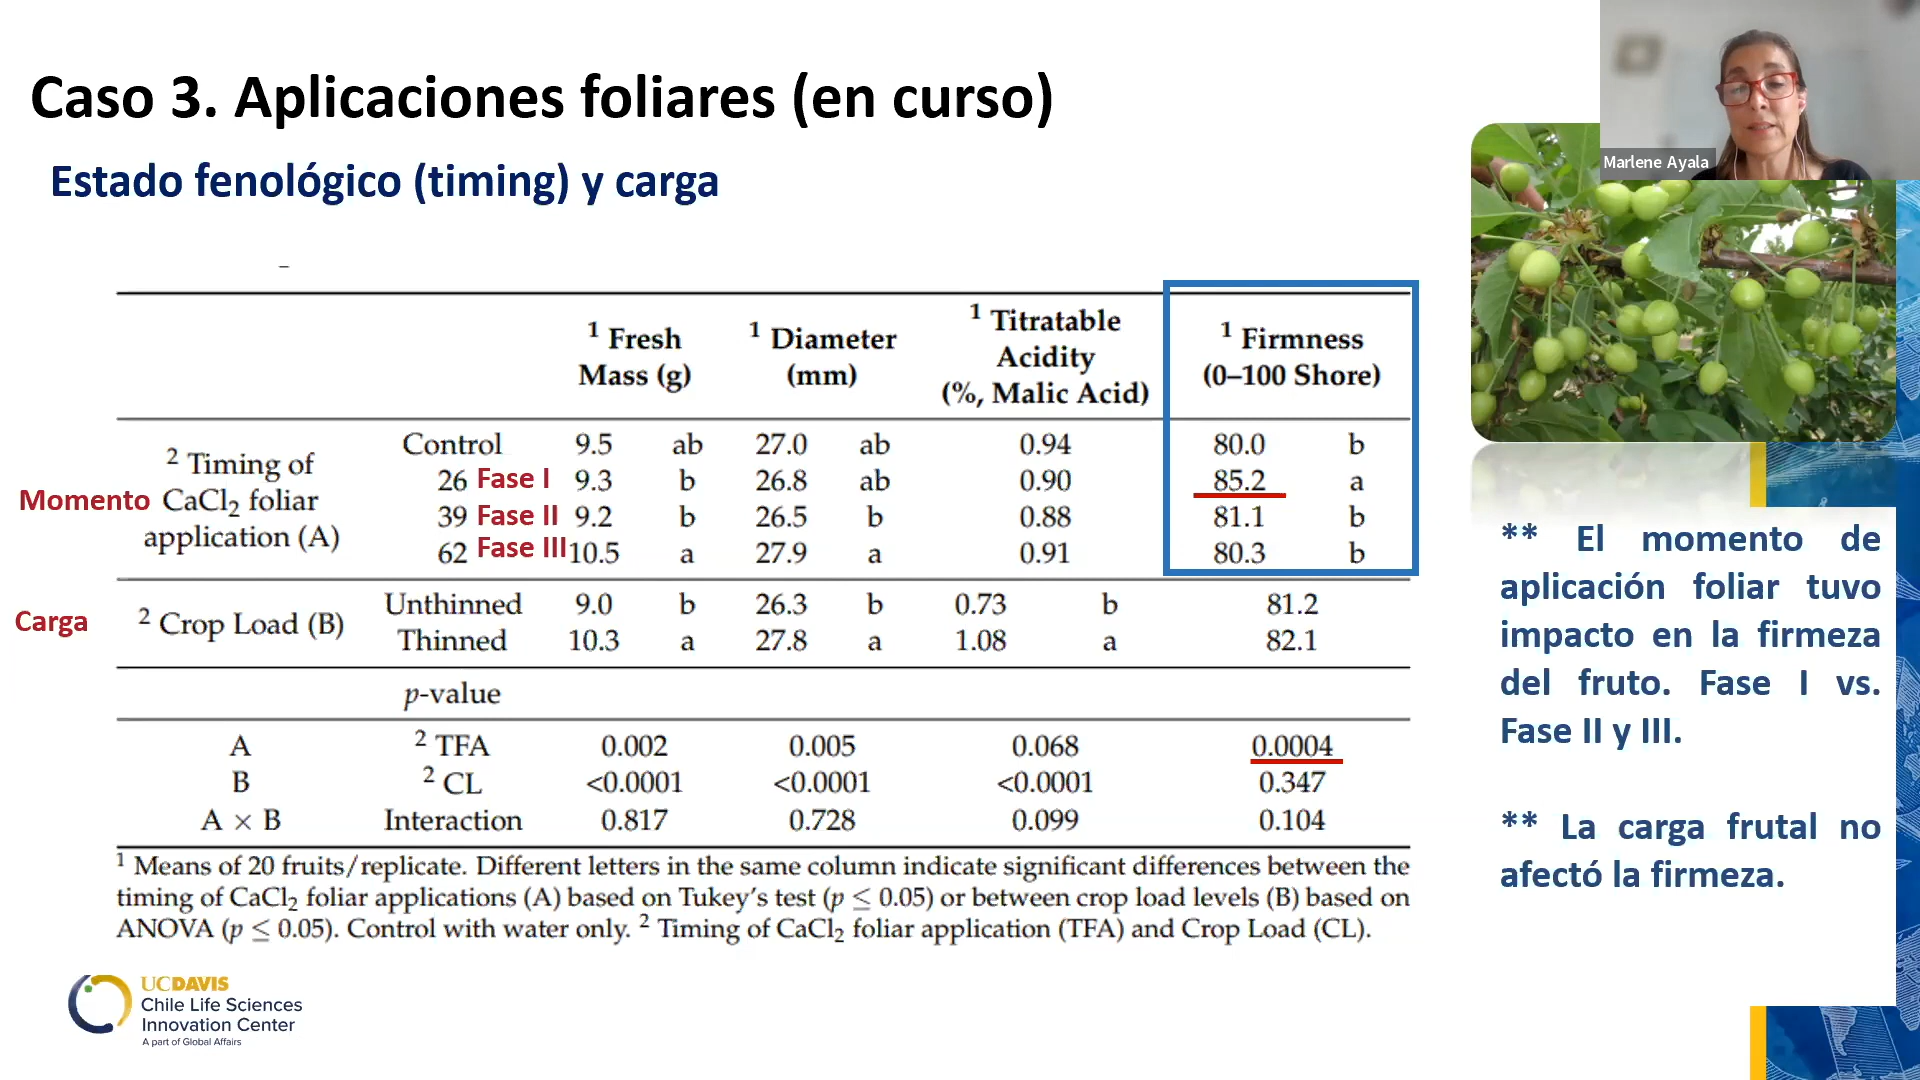 Caso 3. Aplicaciones foliares (en curso)
Marlene Ayala
Estado fenológico (timing) y carga
¹ Fresh Mass (g) ¹ Diameter (mm) ¹ Titratable Acidity (%, Malic Acid) ¹ Firmness (0–100 Shore)
Momento ² Timing of CaCl₂ foliar application (A)
Control 9.5 ab 27.0 ab 0.94 80.0 b
26 Fase I 9.3 b 26.8 ab 0.90 85.2 a
39 Fase II 9.2 b 26.5 b 0.88 81.1 b
62 Fase III 10.5 a 27.9 a 0.91 80.3 b
Carga ² Crop Load (B)
Unthinned 9.0 b 26.3 b 0.73 b 81.2
Thinned 10.3 a 27.8 a 1.08 a 82.1
p-value
A ² TFA 0.002 0.005 0.068 0.0004
B ² CL <0.0001 <0.0001 <0.0001 0.347
A × B Interaction 0.817 0.728 0.099 0.104
¹ Means of 20 fruits/replicate. Different letters in the same column indicate significant differences between the
timing of CaCl₂ foliar applications (A) based on Tukey's test (p ≤ 0.05) or between crop load levels (B) based on
ANOVA (p ≤ 0.05). Control with water only. ² Timing of CaCl₂ foliar application (TFA) and Crop Load (CL).
** El momento de
aplicación foliar tuvo
impacto en la firmeza
del fruto. Fase I vs.
Fase II y III.
** La carga frutal no
afectó la firmeza.
UCDAVIS
Chile Life Sciences
Innovation Center
A part of Global Affairs